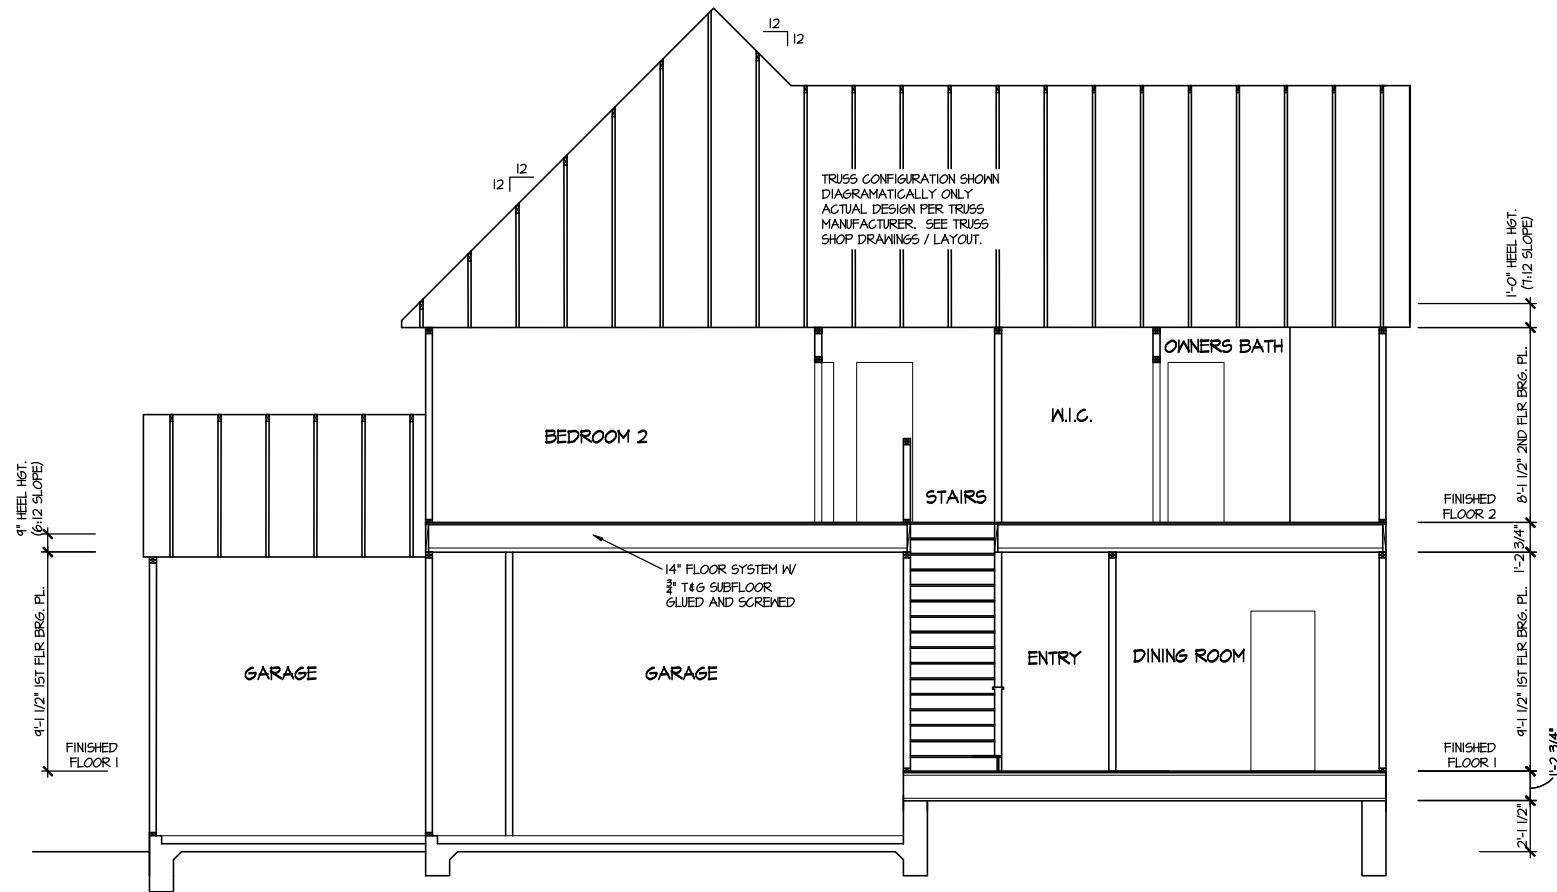 12
12
12
12
TRUSS CONFIGURATION SHOWN
DIAGRAMATICALLY ONLY
ACTUAL DESIGN PER TRUSS
MANUFACTURER. SEE TRUSS
SHOP DRAWINGS / LAYOUT.
1'-0" HEEL HGT.
(7:12 SLOPE)
OWNERS BATH
BEDROOM 2
W.I.C.
STAIRS
8'-1 1/2" 2ND FLR BRG. PL.
FINISHED
FLOOR 2
9" HEEL HGT.
(6:12 SLOPE)
1'-2 3/4"
14" FLOOR SYSTEM W/
3/4" T&G SUBFLOOR
GLUED AND SCREWED
9'-1 1/2" 1ST FLR BRG. PL.
GARAGE
GARAGE
ENTRY
DINING ROOM
9'-1 1/2" 1ST FLR BRG. PL.
FINISHED
FLOOR 1
FINISHED
FLOOR 1
1'-2 3/4"
2'-1 1/2"